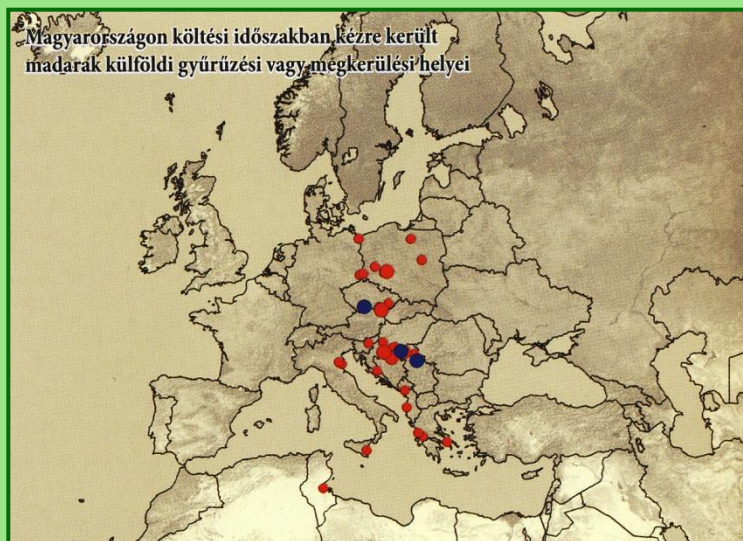 Magyarországon költési időszakban kézre került
madarak külföldi gyűrűzési vagy megkerülési helyei